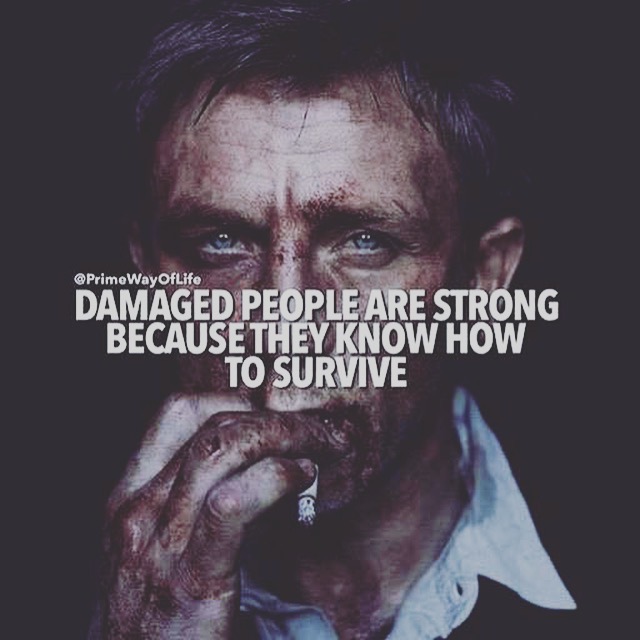 @PrimeWayOfLife
DAMAGED PEOPLE ARE STRONG
BECAUSE THEY KNOW HOW
TO SURVIVE